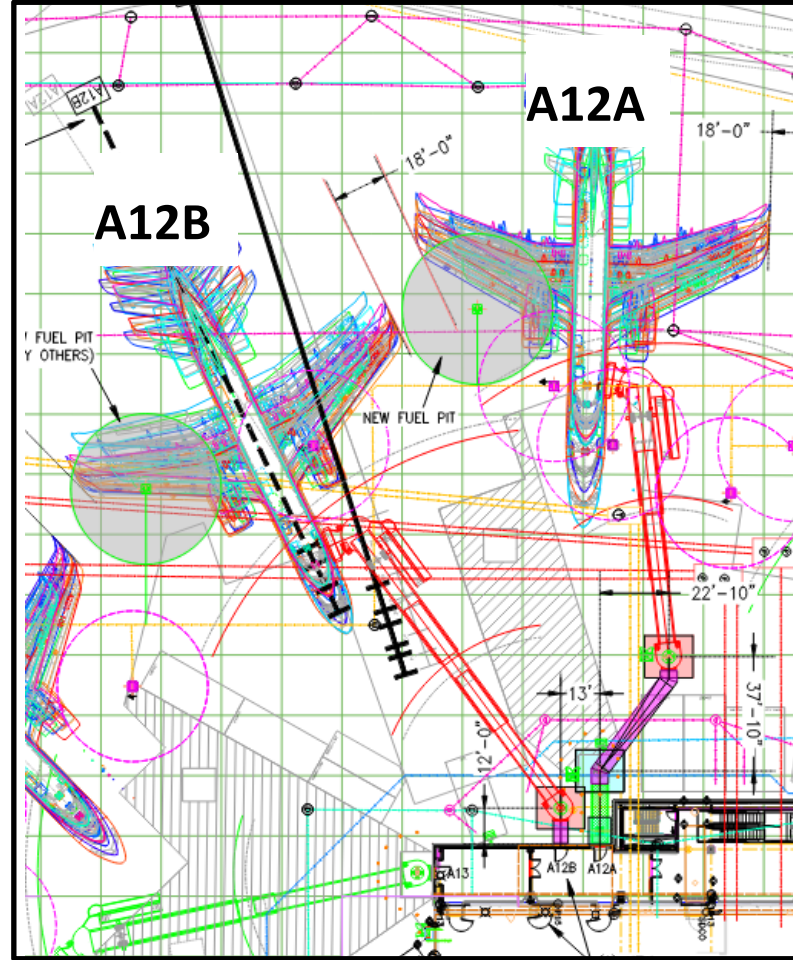 A12A
A12B
A12A
A12B
18'-0"
18'-0"
FUEL PIT
Y OTHERS)
NEW FUEL PIT
22'-10"
13'
37'-10"
12'-0"
A13
A12B
A12A